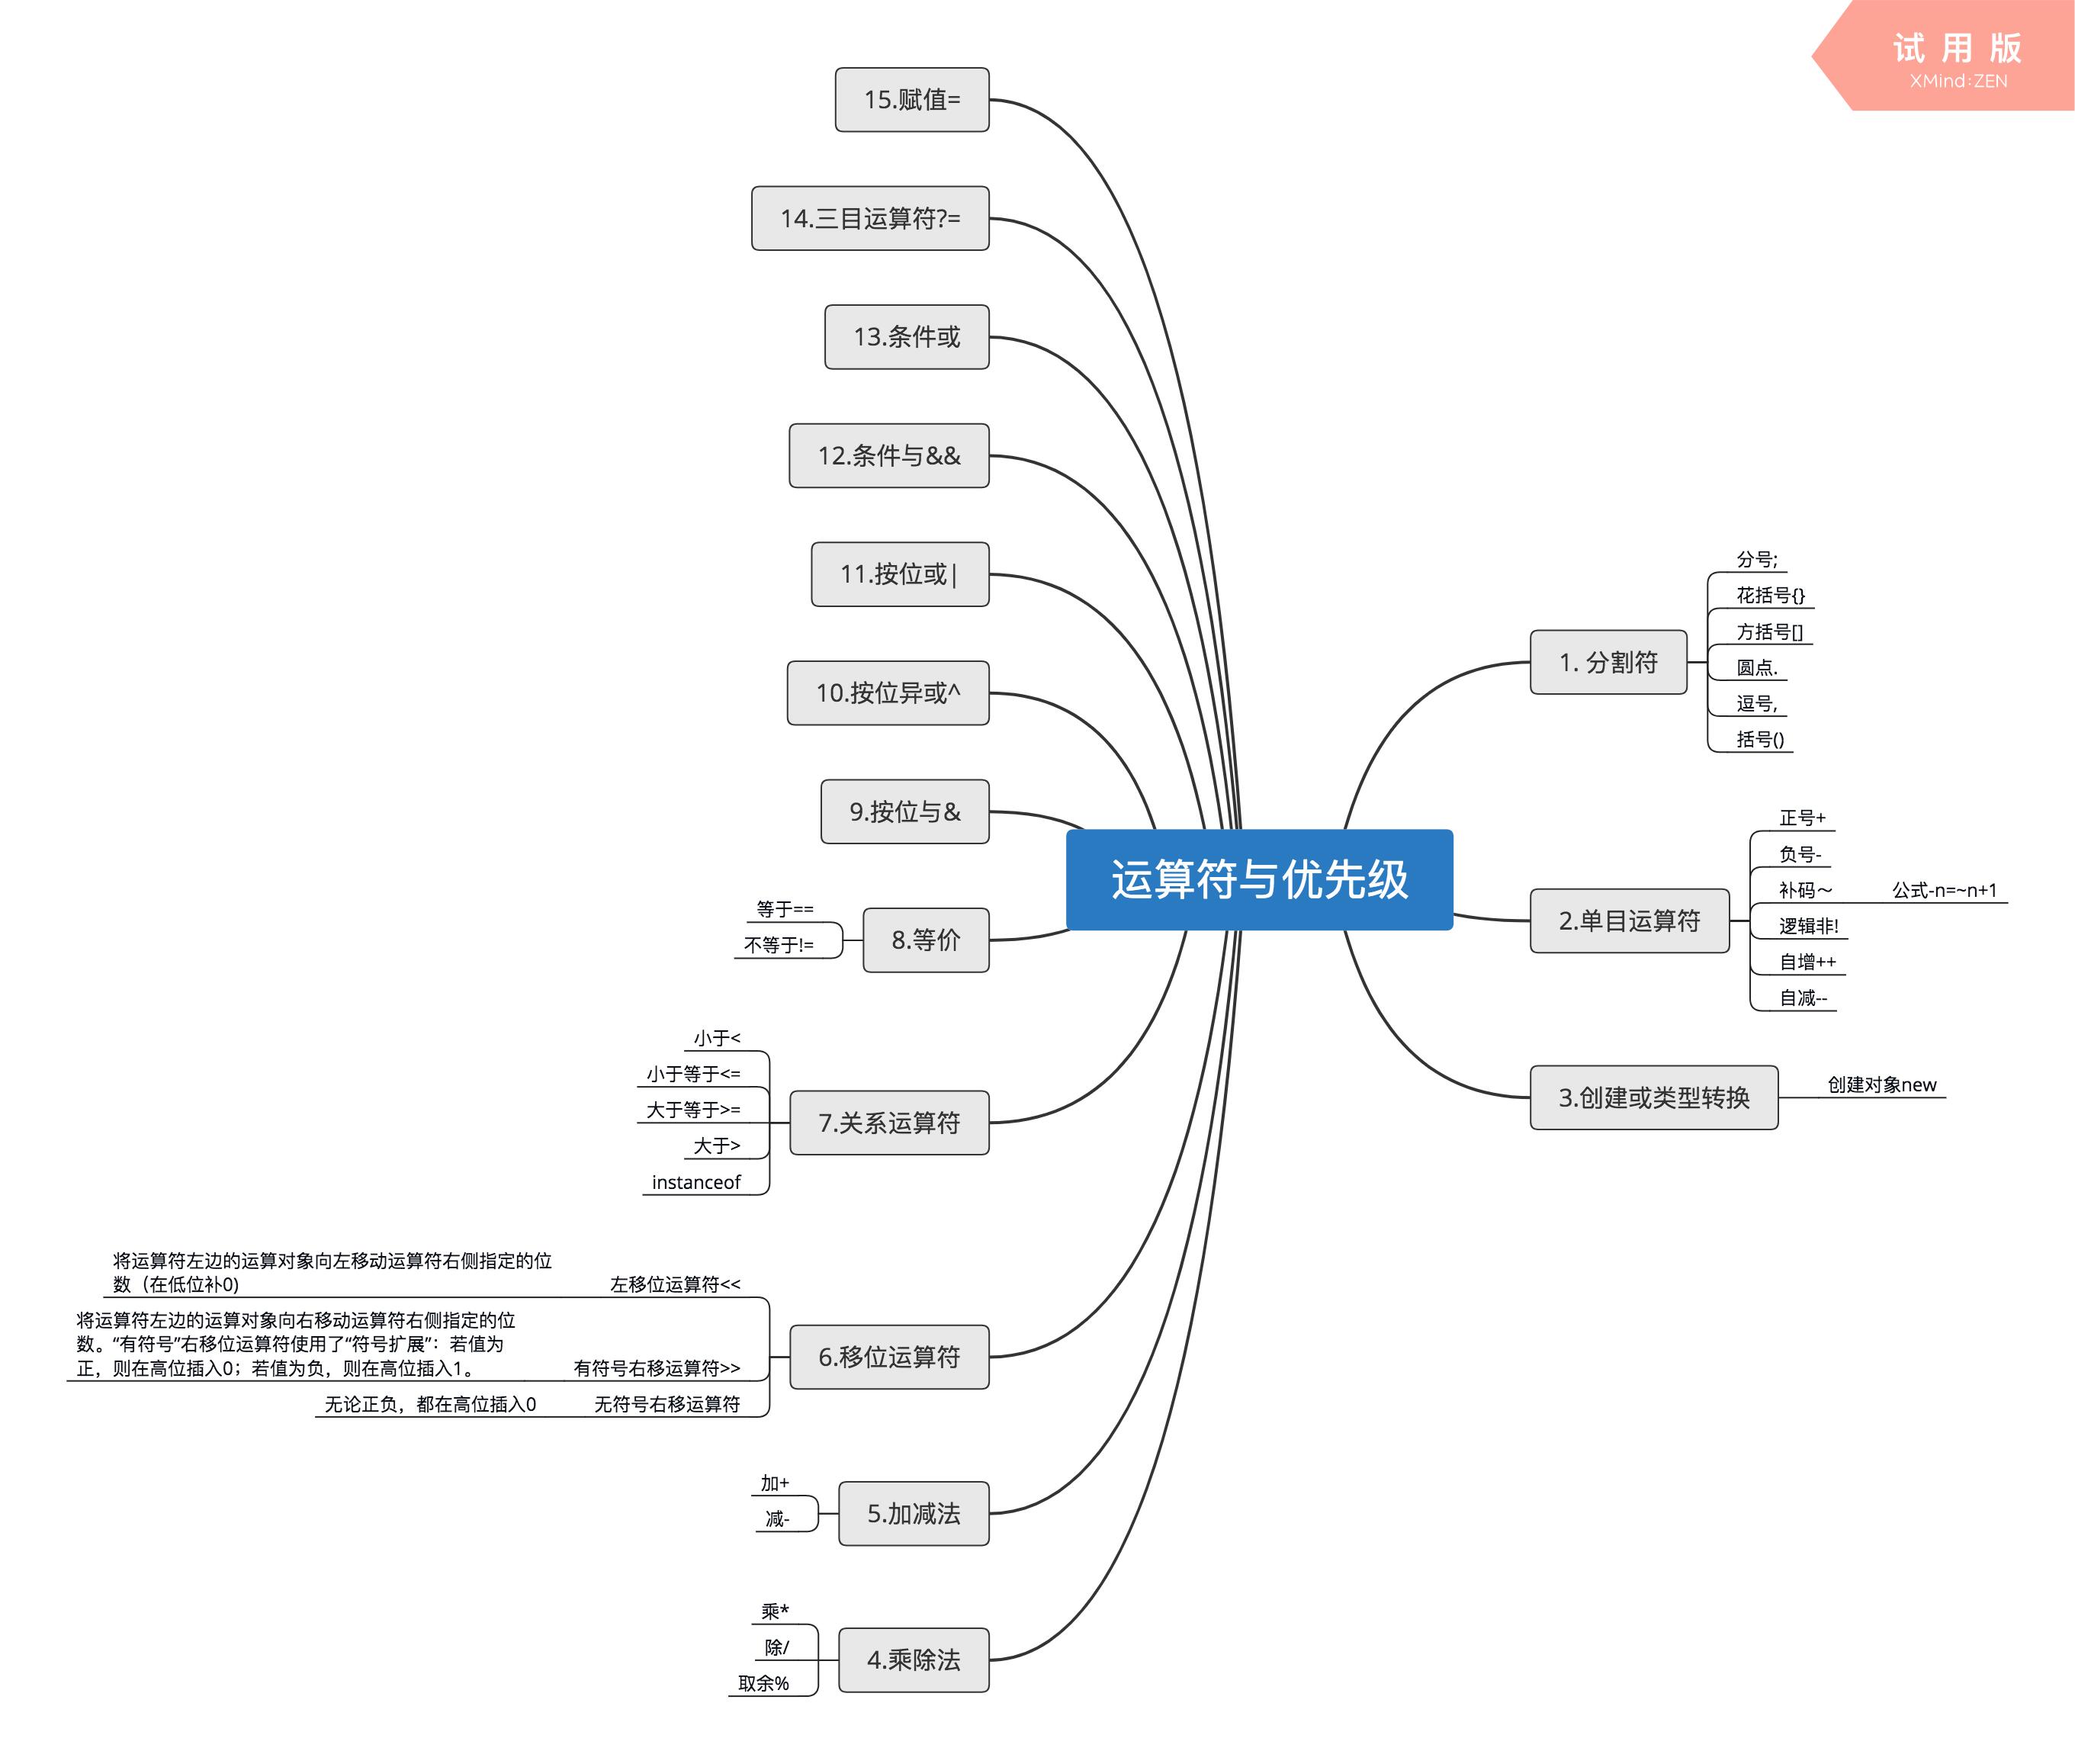 试用版
XMind:ZEN
运算符与优先级
1. 分割符
分号;
花括号{}
方括号[]
圆点.
逗号,
括号()
2.单目运算符
正号+
负号-
补码～
公式-n=~n+1
逻辑非!
自增++
自减--
3.创建或类型转换
创建对象new
4.乘除法
乘*
除/
取余%
5.加减法
加+
减-
6.移位运算符
左移位运算符<<
将运算符左边的运算对象向左移动运算符右侧指定的位
数（在低位补0)
有符号右移运算符>>
将运算符左边的运算对象向右移动运算符右侧指定的位
数。“有符号”右移位运算符使用了“符号扩展”：若值为
正，则在高位插入0；若值为负，则在高位插入1。
无符号右移运算符
无论正负，都在高位插入0
7.关系运算符
小于<
小于等于<=
大于等于>=
大于>
instanceof
8.等价
等于==
不等于!=
9.按位与&
10.按位异或^
11.按位或|
12.条件与&&
13.条件或
14.三目运算符?=
15.赋值=